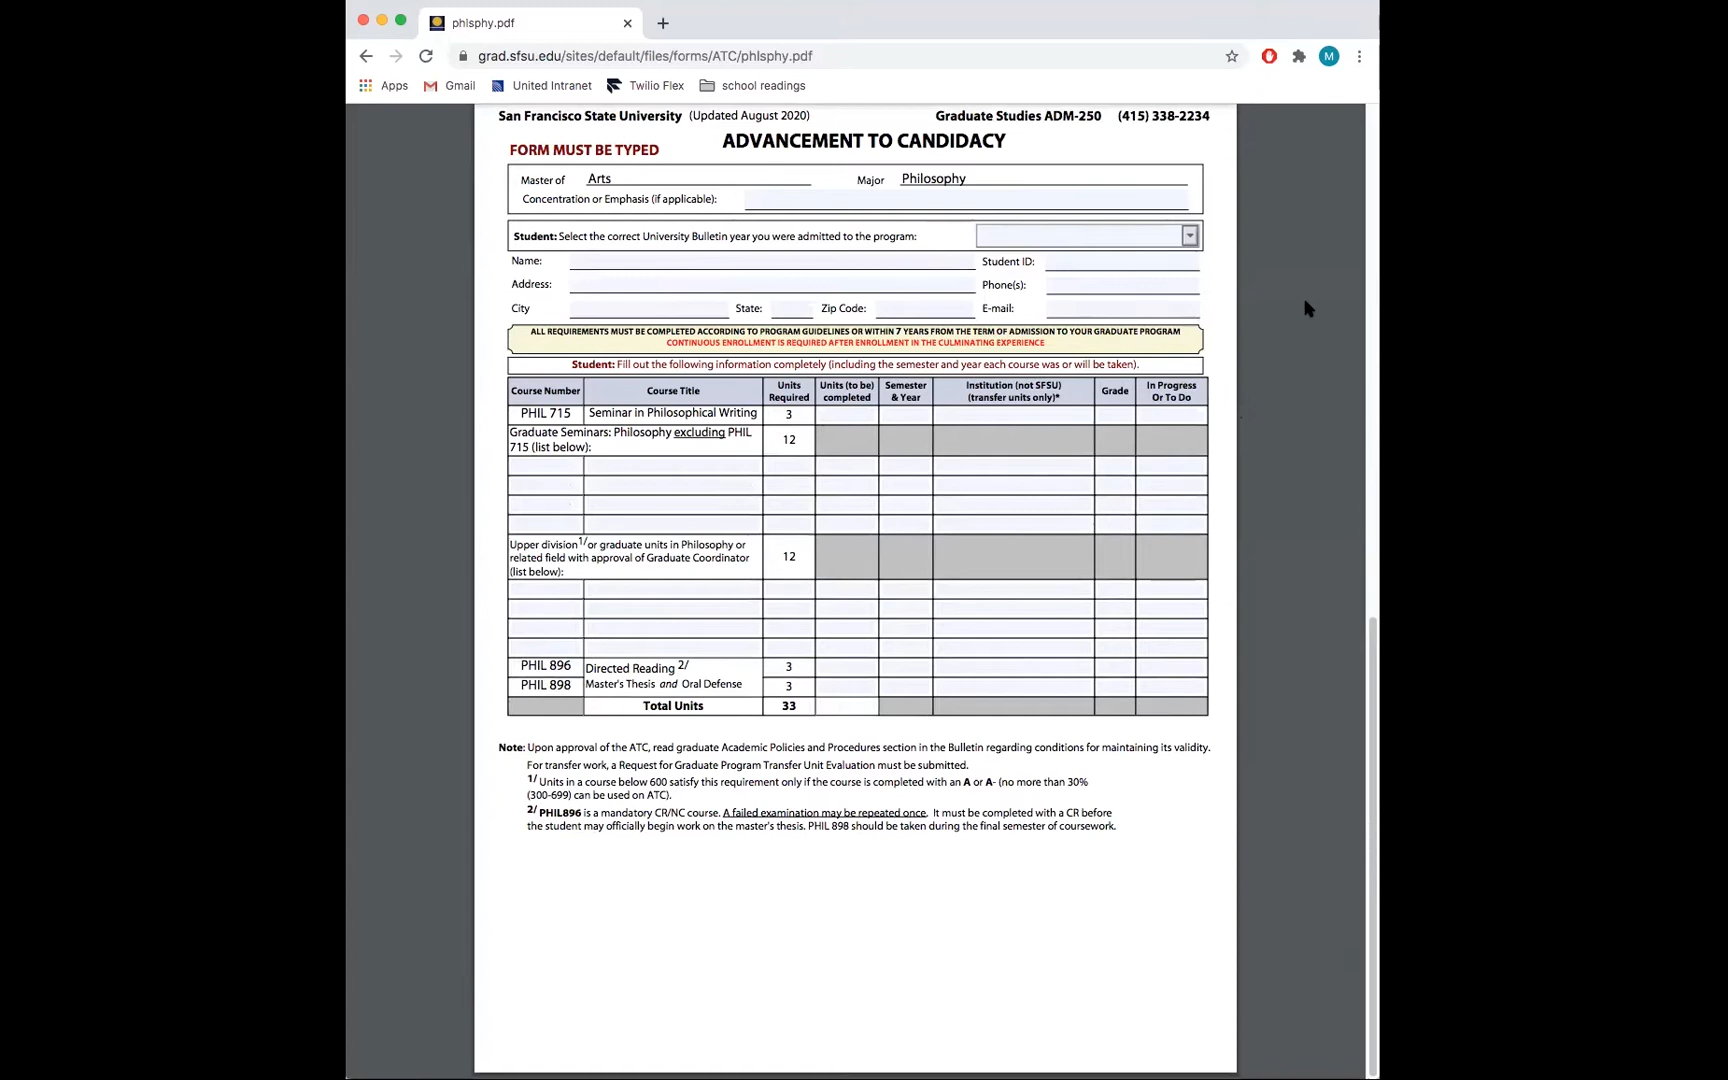 phlsphy.pdf
grad.sfsu.edu/sites/default/files/forms/ATC/phlsphy.pdf
M
Apps Gmail United Intranet Twilio Flex school readings
San Francisco State University (Updated August 2020) Graduate Studies ADM-250 (415) 338-2234
ADVANCEMENT TO CANDIDACY
FORM MUST BE TYPED
Master of Arts Major Philosophy
Concentration or Emphasis (if applicable):
Student: Select the correct University Bulletin year you were admitted to the program:
Name: Student ID:
Address: Phone(s):
City State: Zip Code: E-mail:
ALL REQUIREMENTS MUST BE COMPLETED ACCORDING TO PROGRAM GUIDELINES OR WITHIN 7 YEARS FROM THE TERM OF ADMISSION TO YOUR GRADUATE PROGRAM
CONTINUOUS ENROLLMENT IS REQUIRED AFTER ENROLLMENT IN THE CULMINATING EXPERIENCE
Student: Fill out the following information completely (including the semester and year each course was or will be taken).
Course Number Course Title Units Required Units (to be) completed Semester & Year Institution (not SFSU) (transfer units only)* Grade In Progress Or To Do
PHIL 715 Seminar in Philosophical Writing 3
Graduate Seminars: Philosophy excluding PHIL
715 (list below): 12
Upper division 1/ or graduate units in Philosophy or
related field with approval of Graduate Coordinator 12
(list below):
PHIL 896 Directed Reading 2/ 3
PHIL 898 Master's Thesis and Oral Defense 3
Total Units 33
Note: Upon approval of the ATC, read graduate Academic Policies and Procedures section in the Bulletin regarding conditions for maintaining its validity.
For transfer work, a Request for Graduate Program Transfer Unit Evaluation must be submitted.
1/ Units in a course below 600 satisfy this requirement only if the course is completed with an A or A- (no more than 30%
(300-699) can be used on ATC).
2/ PHIL896 is a mandatory CR/NC course. A failed examination may be repeated once. It must be completed with a CR before
the student may officially begin work on the master's thesis. PHIL 898 should be taken during the final semester of coursework.